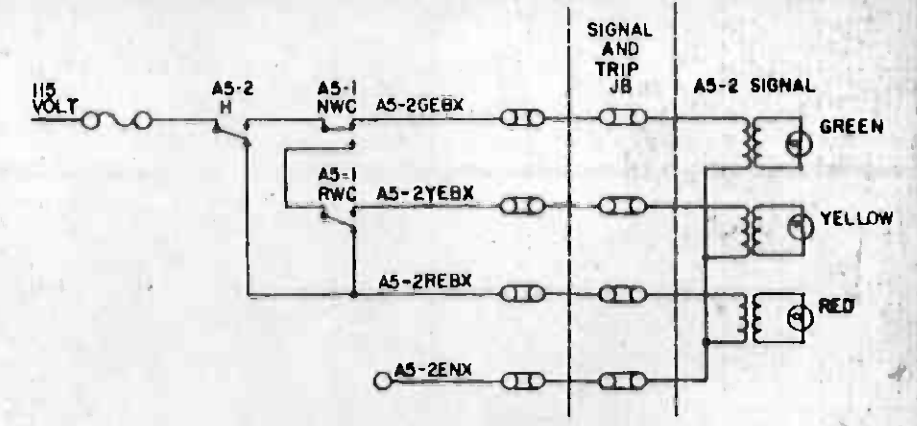 SIGNAL
AND
TRIP
JB
115
VOLT
A5-2
H
A5-1
NWC
A5-2GEBX
A5-2 SIGNAL
GREEN
A5-1
RWC
A5-2YEBX
YELLOW
A5-2REBX
RED
A5-2ENX